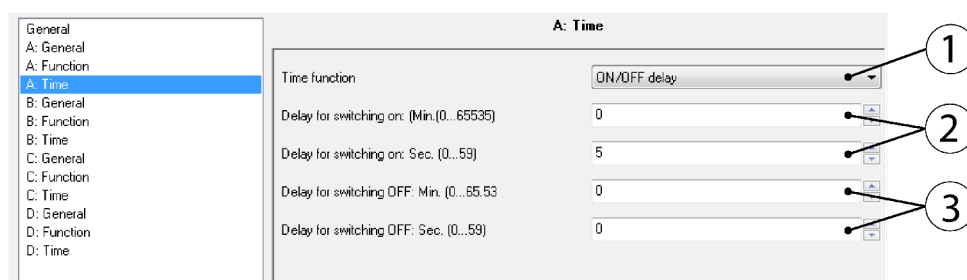 General
A: General
A: Function
A: Time
B: General
B: Function
B: Time
C: General
C: Function
C: Time
D: General
D: Function
D: Time
A: Time
Time function
ON/OFF delay
1
Delay for switching on: (Min.(0...65535)
0
Delay for switching on: Sec. (0...59)
5
2
Delay for switching OFF: Min. (0...65.53
0
Delay for switching OFF: Sec. (0...59)
0
3